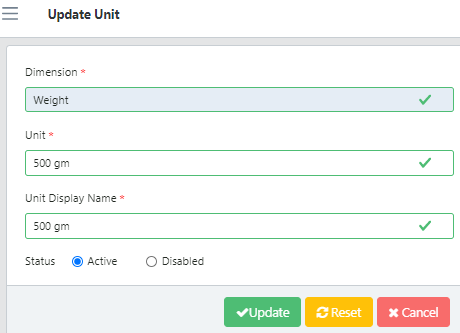 Update Unit
Dimension *
Weight
Unit *
500 gm
Unit Display Name *
500 gm
Status Active Disabled
Update Reset Cancel